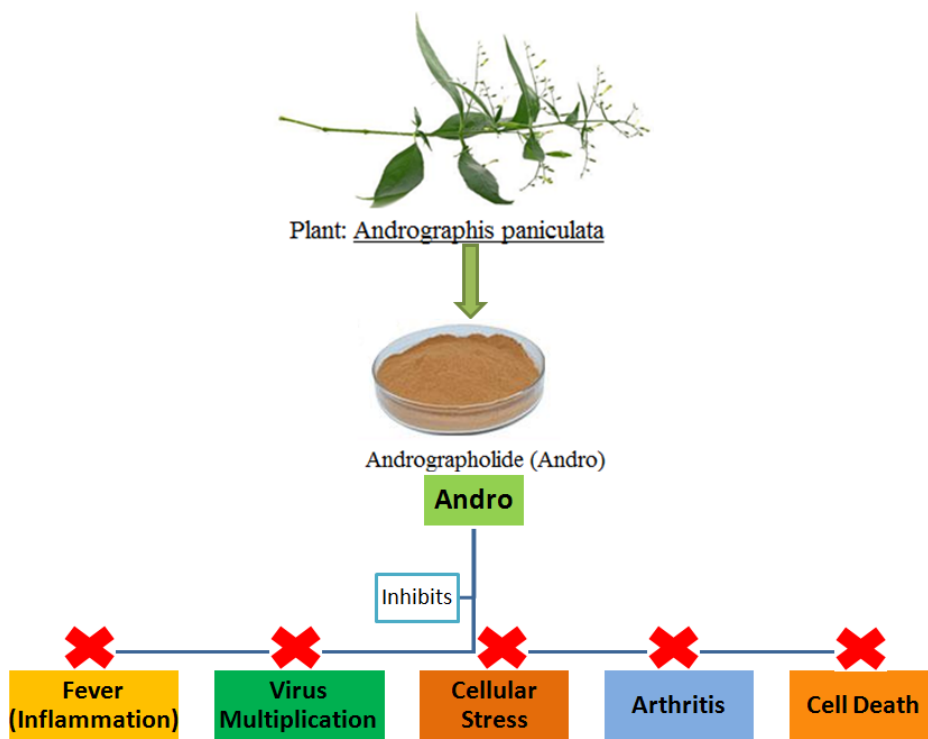 Plant: Andrographis paniculata
Andrographolide (Andro)
Andro
Inhibits
Fever
(Inflammation)
Virus
Multiplication
Cellular
Stress
Arthritis
Cell Death